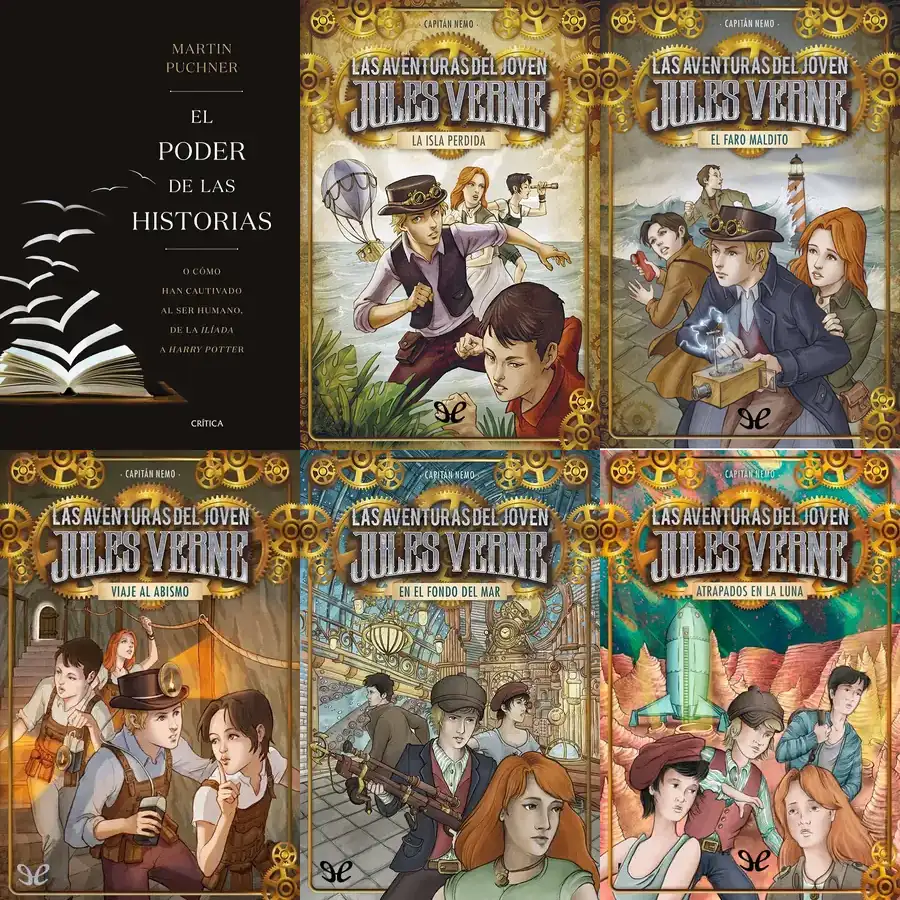 MARTIN
PUCHNER
EL
PODER
DE LAS
HISTORIAS
O CÓMO
HAN CAUTIVADO
AL SER HUMANO,
DE LA ILÍADA
A HARRY POTTER
CRÍTICA
· CAPITÁN NEMO ·
LAS AVENTURAS DEL JOVEN
JULES VERNE
LA ISLA PERDIDA
· CAPITÁN NEMO ·
LAS AVENTURAS DEL JOVEN
JULES VERNE
EL FARO MALDITO
· CAPITÁN NEMO ·
LAS AVENTURAS DEL JOVEN
JULES VERNE
VIAJE AL ABISMO
· CAPITÁN NEMO ·
LAS AVENTURAS DEL JOVEN
JULES VERNE
EN EL FONDO DEL MAR
· CAPITÁN NEMO ·
LAS AVENTURAS DEL JOVEN
JULES VERNE
ATRAPADOS EN LA LUNA